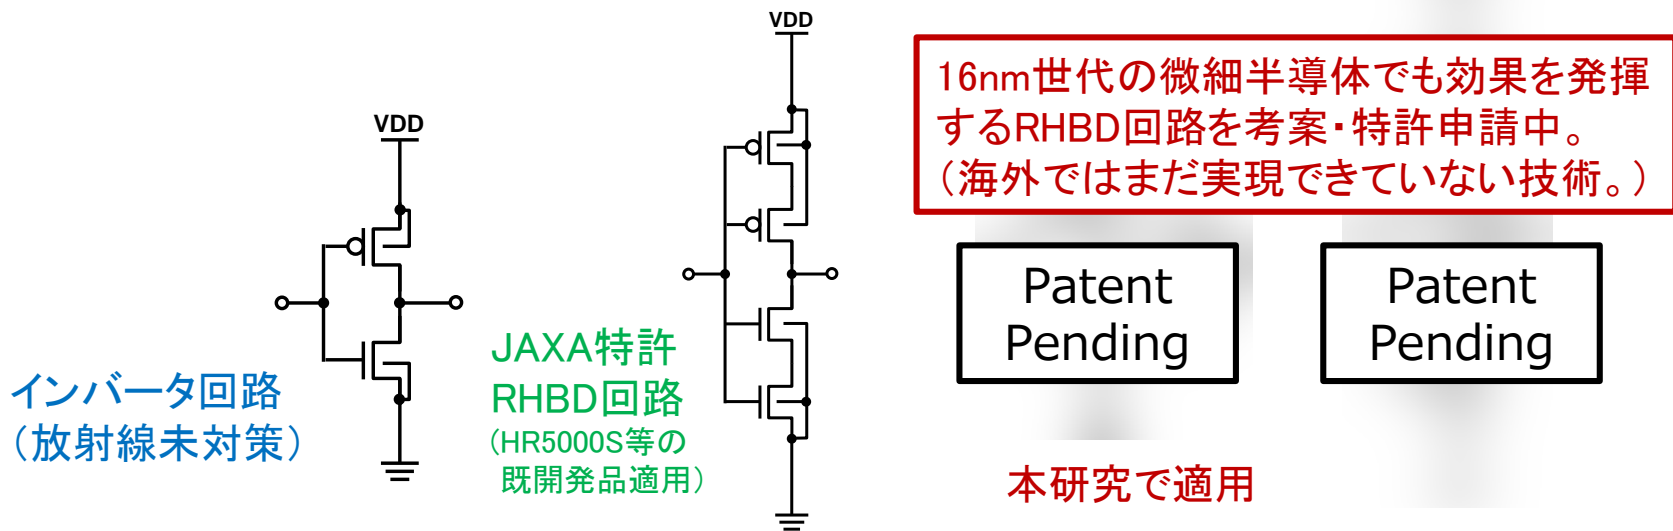 VDD
インバータ回路
（放射線未対策）
VDD
JAXA特許
RHBD回路
（HR5000S等の
既開発品適用）
16nm世代の微細半導体でも効果を発揮
するRHBD回路を考案・特許申請中。
（海外ではまだ実現できていない技術。）
Patent
Pending
Patent
Pending
本研究で適用